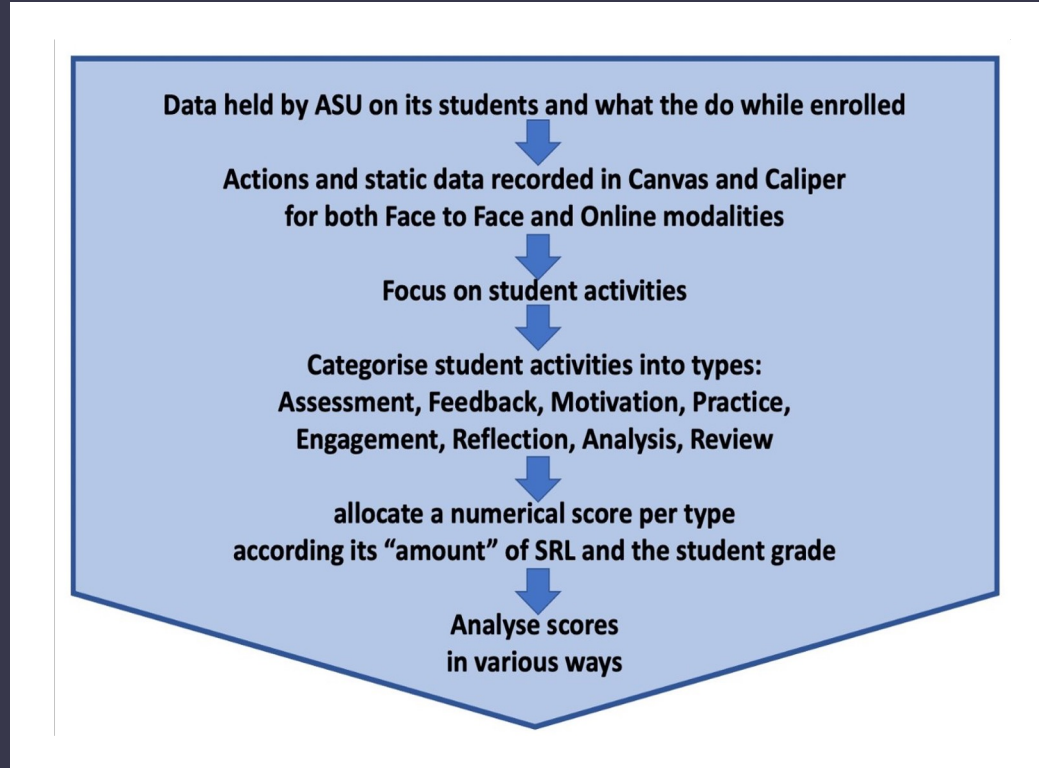 Data held by ASU on its students and what the do while enrolled
Actions and static data recorded in Canvas and Caliper
for both Face to Face and Online modalities
Focus on student activities
Categorise student activities into types:
Assessment, Feedback, Motivation, Practice,
Engagement, Reflection, Analysis, Review
allocate a numerical score per type
according its “amount” of SRL and the student grade
Analyse scores
in various ways